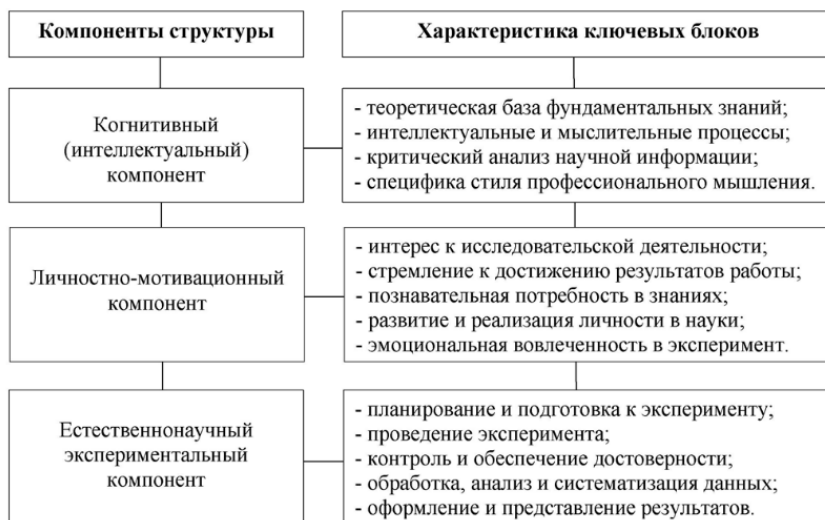 Компоненты структуры
Характеристика ключевых блоков
Когнитивный
(интеллектуальный)
компонент
- теоретическая база фундаментальных знаний;
- интеллектуальные и мыслительные процессы;
- критический анализ научной информации;
- специфика стиля профессионального мышления.
Личностно-мотивационный
компонент
- интерес к исследовательской деятельности;
- стремление к достижению результатов работы;
- познавательная потребность в знаниях;
- развитие и реализация личности в науки;
- эмоциональная вовлеченность в эксперимент.
Естественнонаучный
экспериментальный
компонент
- планирование и подготовка к эксперименту;
- проведение эксперимента;
- контроль и обеспечение достоверности;
- обработка, анализ и систематизация данных;
- оформление и представление результатов.